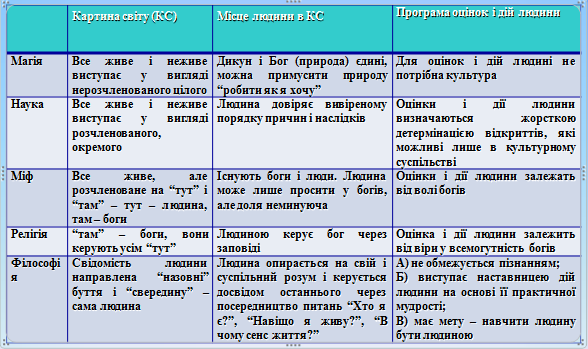 Картина світу (КС)
Місце людини в КС
Програма оцінок і дій людини
Магія
Все живе і неживе
виступає у вигляді
нерозчленованого цілого
Дикун і Бог (природа) єдині,
можна примусити природу
“робити як я хочу”
Для оцінок і дій людині не
потрібна культура
Наука
Все живе і неживе
виступає у вигляді
розчленованого,
окремого
Людина довіряє вивіреному
порядку причин і наслідків
Оцінки і дії людини
визначаються жорсткою
детермінацією відкриттів, які
можливі лише в культурному
суспільстві
Міф
Все живе, але
розчленоване на “тут” і
“там” – тут – людина,
там – боги
Існують боги і люди. Людина
може лише просити у богів,
але доля неминуча
Оцінки і дії людини залежать
від волі богів
Релігія
“там” – боги, вони
керують усім “тут”
Людиною керує бог через
заповіді
Оцінка і дії людини залежить
від віри у всемогутність богів
Філософі
я
Свідомість людини
направлена “назовні”
буття і “свередину” –
сама людина
Людина опирається на свій і
суспільний розум і керується
досвідом останнього через
посередництво питань “Хто я
є?”, “Навіщо я живу?”, “В
чому сенс життя?”
А) не обмежується пізнанням;
Б) виступає наставницею дій
людини на основі її практичної
мудрості;
В) має мету – навчити людину
бути людиною